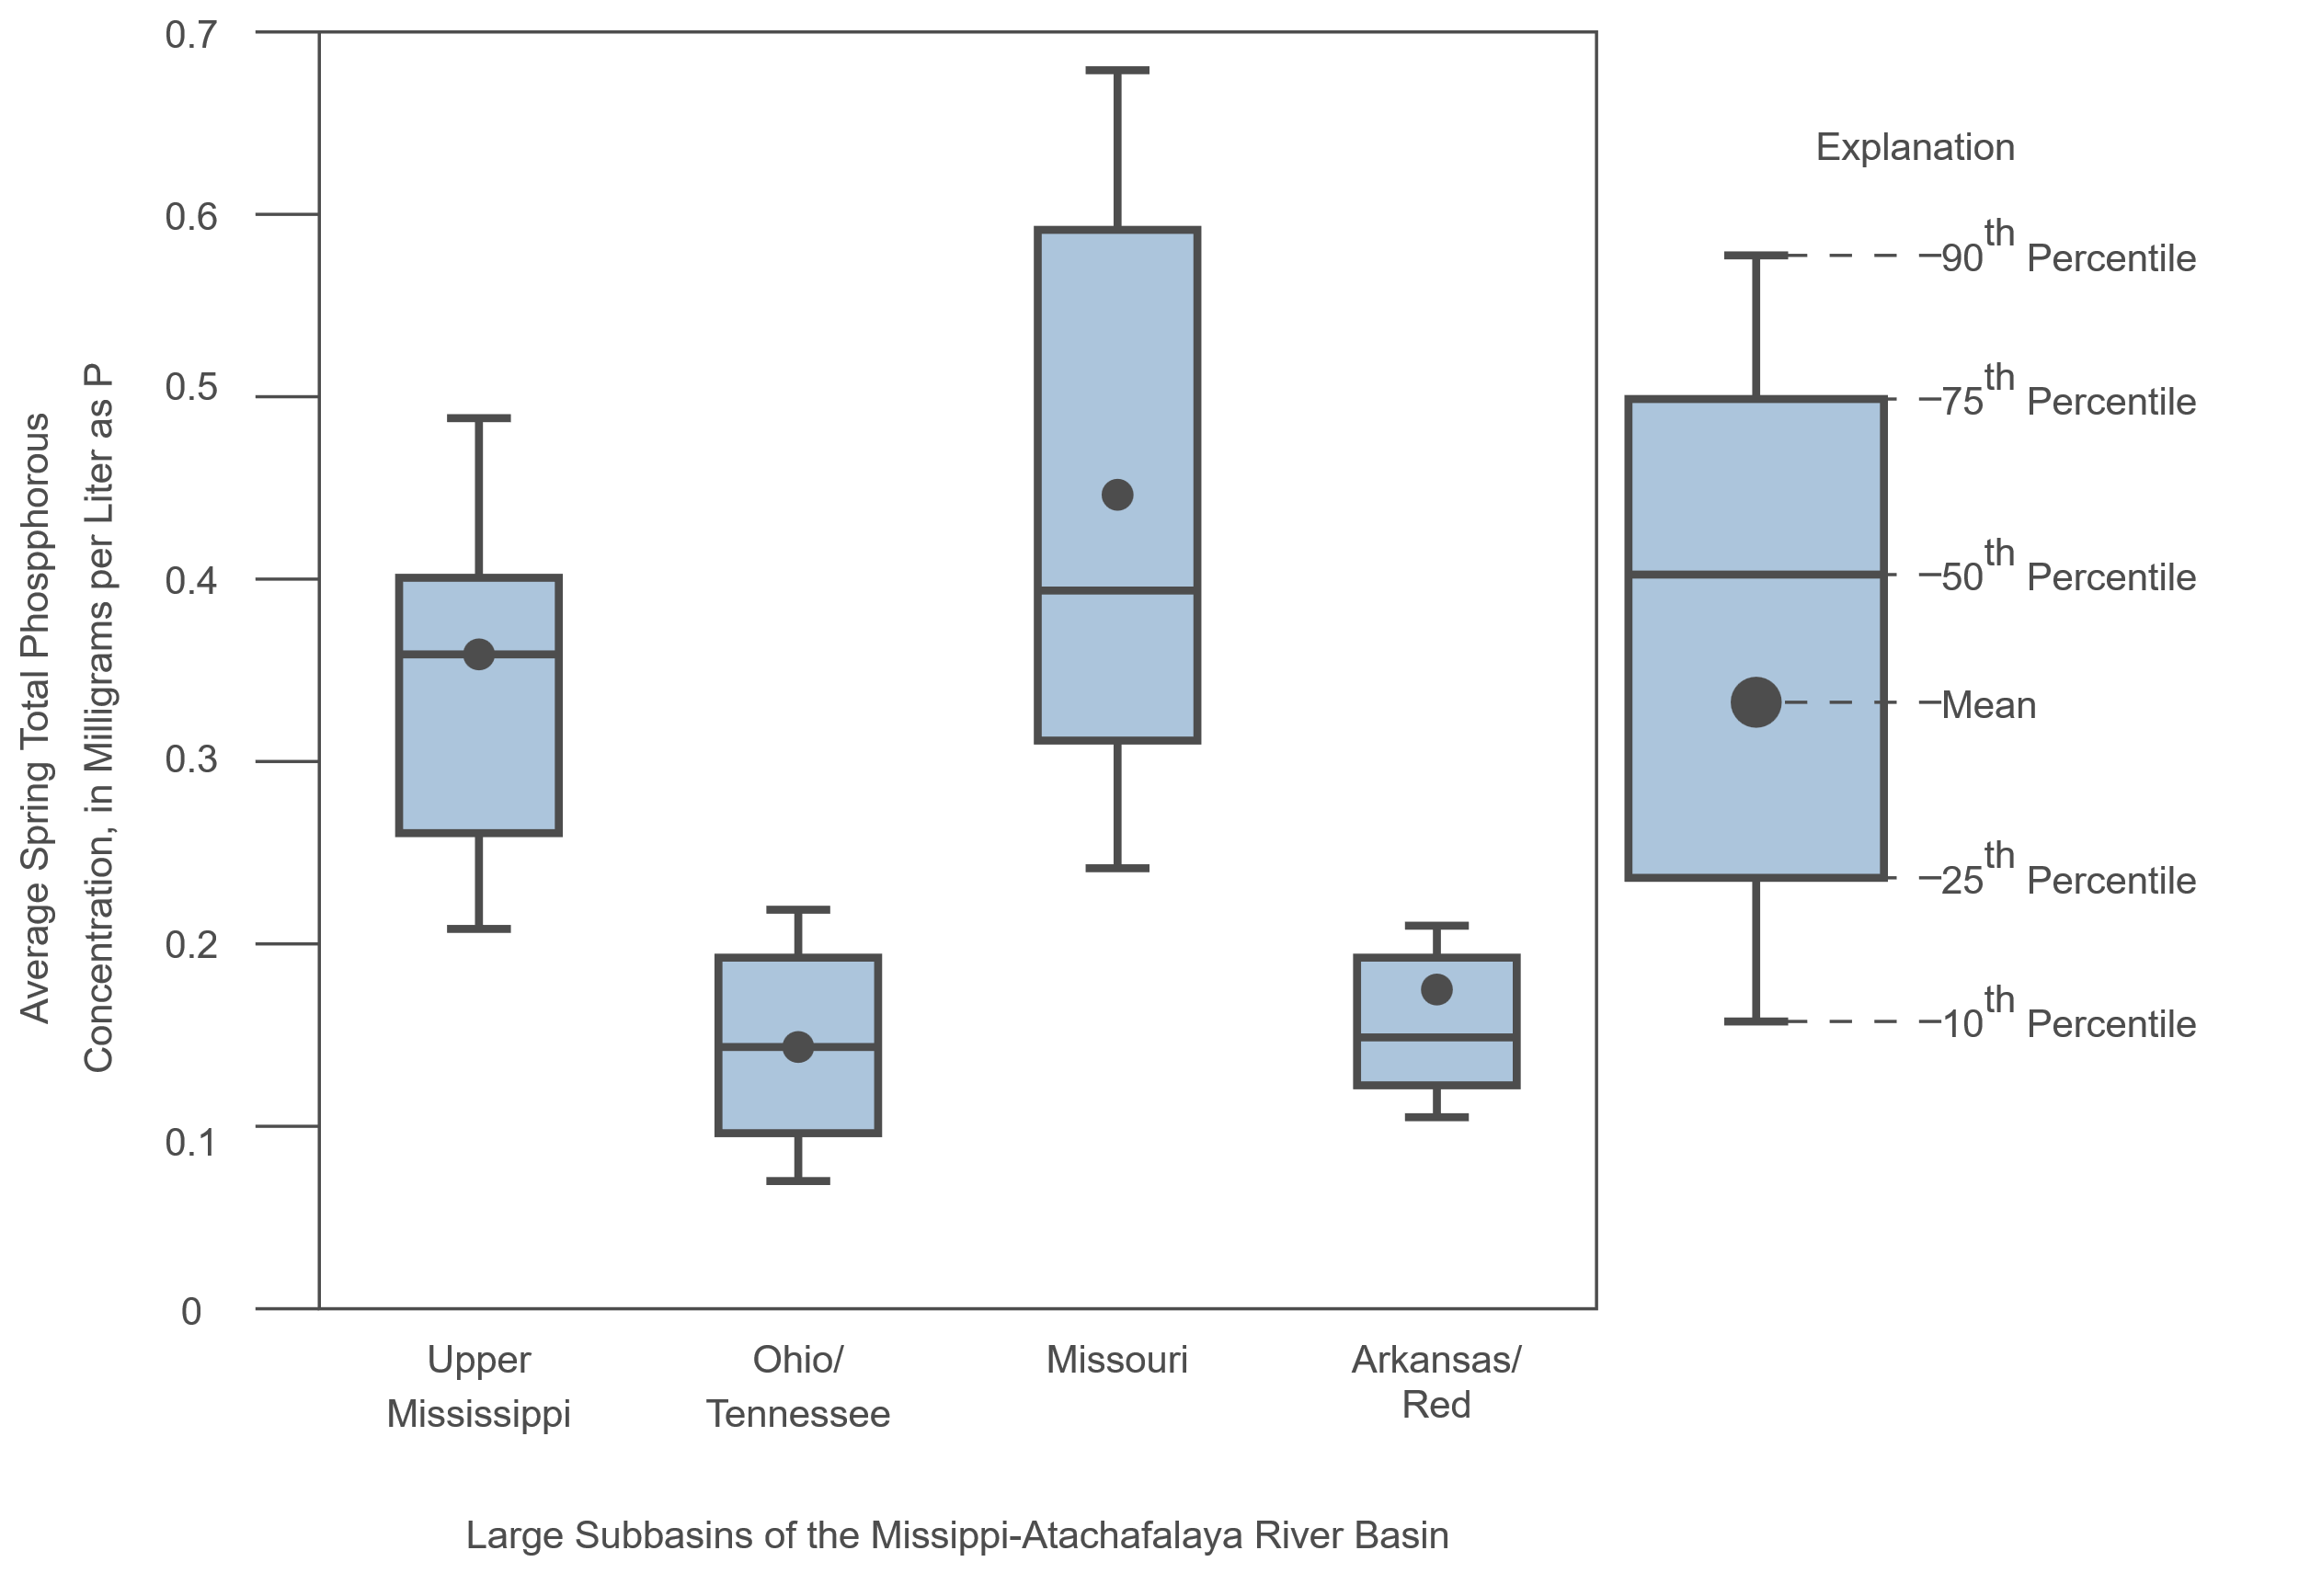 Average Spring Total Phospphorous
Concentration, in Milligrams per Liter as P
0.7
0.6
0.5
0.4
0.3
0.2
0.1
0
Upper
Mississippi
Ohio/
Tennessee
Missouri
Arkansas/
Red
Large Subbasins of the Missippi-Atachafalaya River Basin
Explanation
90th Percentile
75th Percentile
50th Percentile
Mean
25th Percentile
10th Percentile